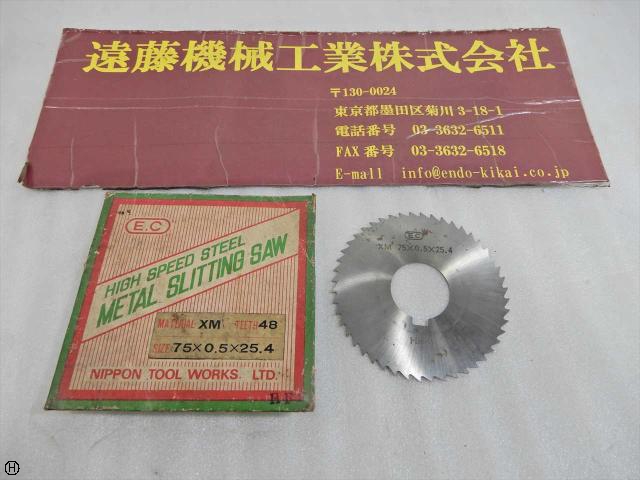 遠藤機械工業株式会社
〒130-0024
東京都墨田区菊川3-18-1
電話番号 03-3632-6511
FAX番号 03-3632-6518
E-mail info@endo-kikai.co.jp
E.C
HIGH SPEED STEEL
METAL SLITTING SAW
MATERIAL XM TEETH 48
SIZE 75×0.5×25.4
NIPPON TOOL WORKS. LTD.
E.C
XM 75×0.5×25.4
H